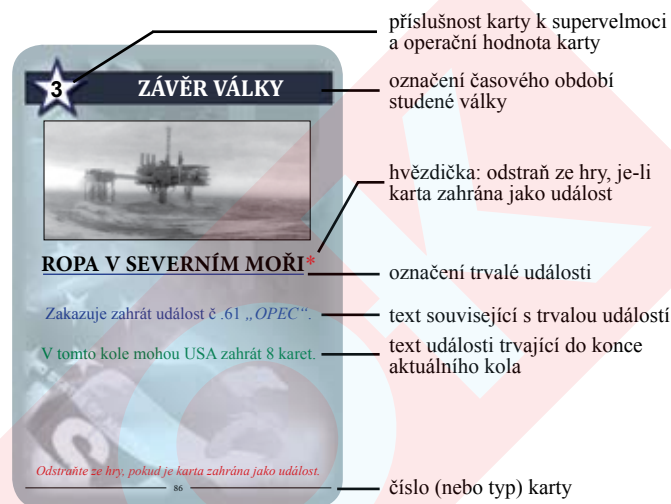 příslušnost karty k supervelmoci
a operační hodnota karty
3
ZÁVĚR VÁLKY
označení časového období
studené války
hvězdička: odstraň ze hry, je-li
karta zahrána jako událost
ROPA V SEVERNÍM MOŘI*
označení trvalé události
Zakazuje zahrát událost č .61 „OPEC“.
text související s trvalou událostí
V tomto kole mohou USA zahrát 8 karet.
text události trvající do konce
aktuálního kola
Odstraňte ze hry, pokud je karta zahrána jako událost.
86
číslo (nebo typ) karty